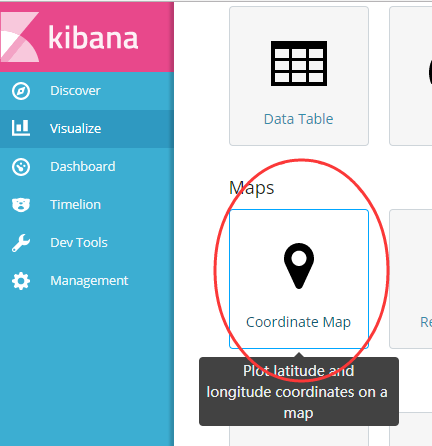 kibana
Discover
Visualize
Dashboard
Timelion
Dev Tools
Management
Data Table
Maps
Coordinate Map
Plot latitude and
longitude coordinates on a
map